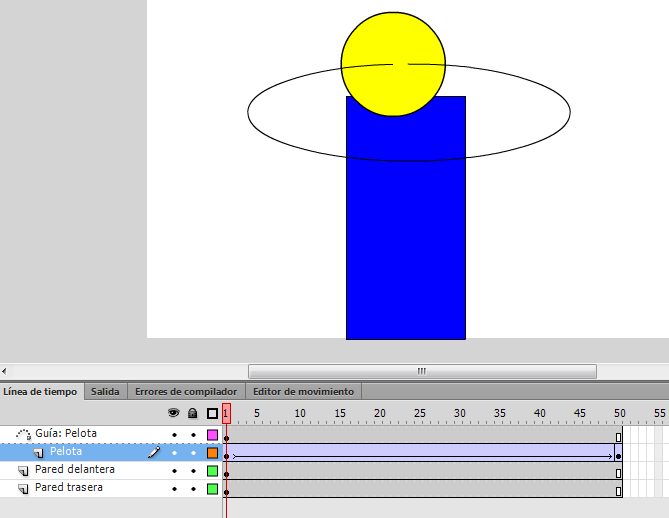 Línea de tiempo Salida Errores de compilador Editor de movimiento
1 5 10 15 20 25 30 35 40 45 50 55
Guía: Pelota
Pelota
Pared delantera
Pared trasera